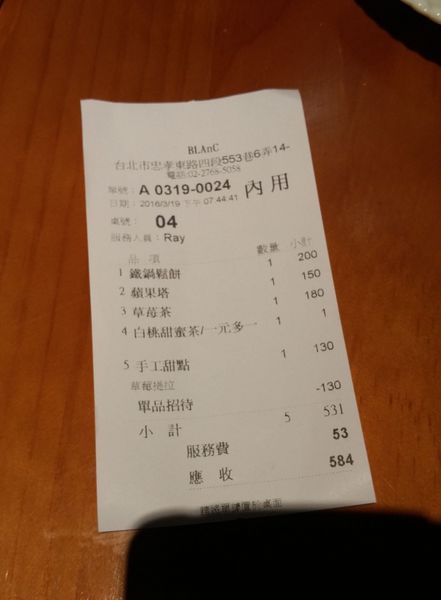 BLAnC
台北市忠孝東路四段553巷6弄14-
電話:02-2768-5058
單號: A 0319-0024 內用
日期: 2016/3/19 下午 07:44:41
桌號: 04
服務人員: Ray
品 項 數量 小計
1 鐵鍋鬆餅 1 200
2 蘋果塔 1 150
3 草莓茶 1 180
4 白桃甜蜜茶/一元多一 1 1
5 手工甜點 1 130
單品招待 -130
小 計 5 531
服務費 53
應 收 584